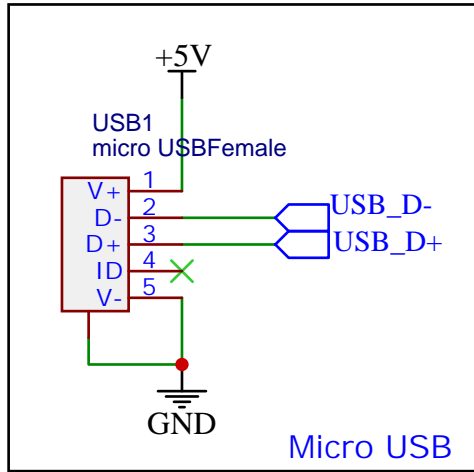 +5V
USB1
micro USBFemale
V+ 1
D- 2 USB_D-
D+ 3 USB_D+
ID 4
V- 5
GND
Micro USB